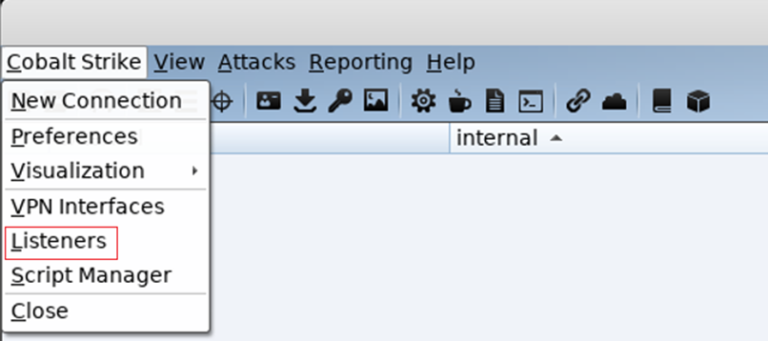 Cobalt Strike View Attacks Reporting Help
New Connection
Preferences
internal
Visualization
VPN Interfaces
Listeners
Script Manager
Close